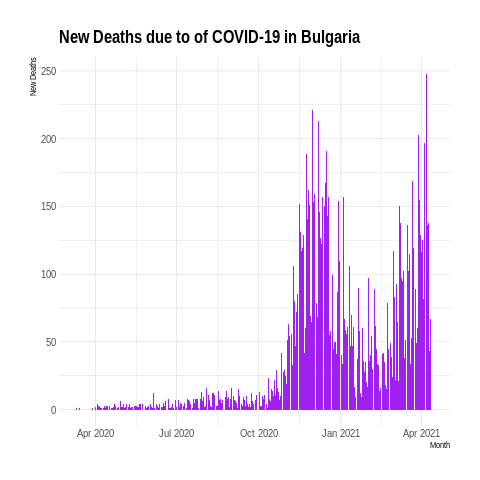 New Deaths due to of COVID-19 in Bulgaria
New Deaths
250
200
150
100
50
0
Apr 2020 Jul 2020 Oct 2020 Jan 2021 Apr 2021
Month